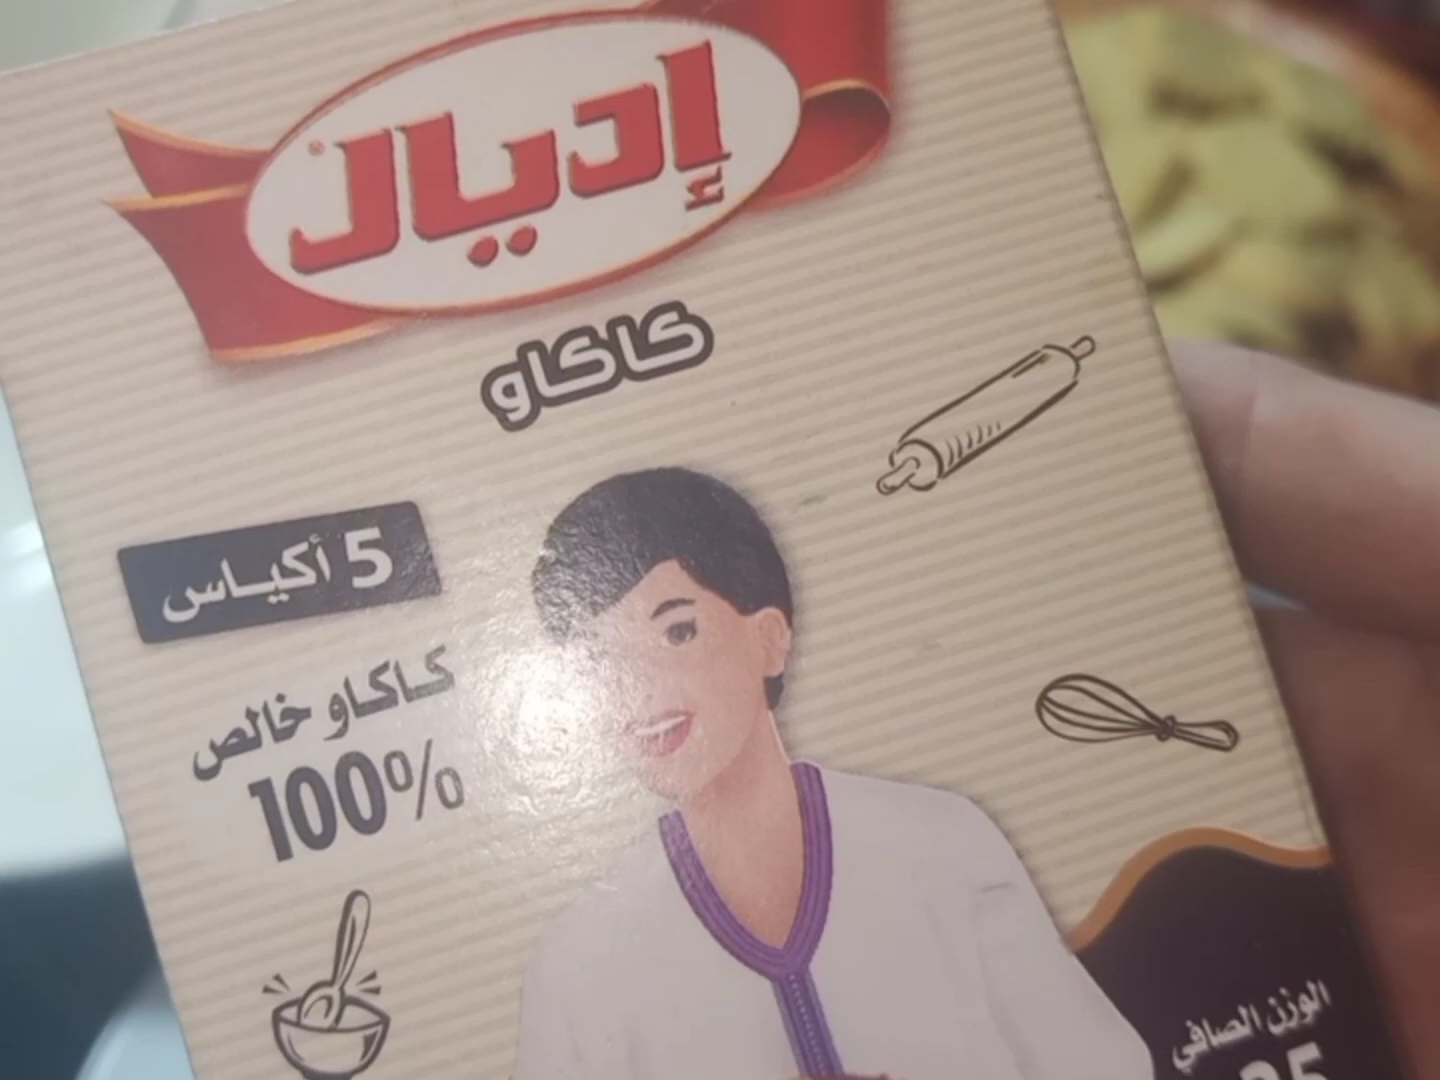 إديال
كاكاو
5 أكياس
كاكاو خالص
100%
الوزن الصافي